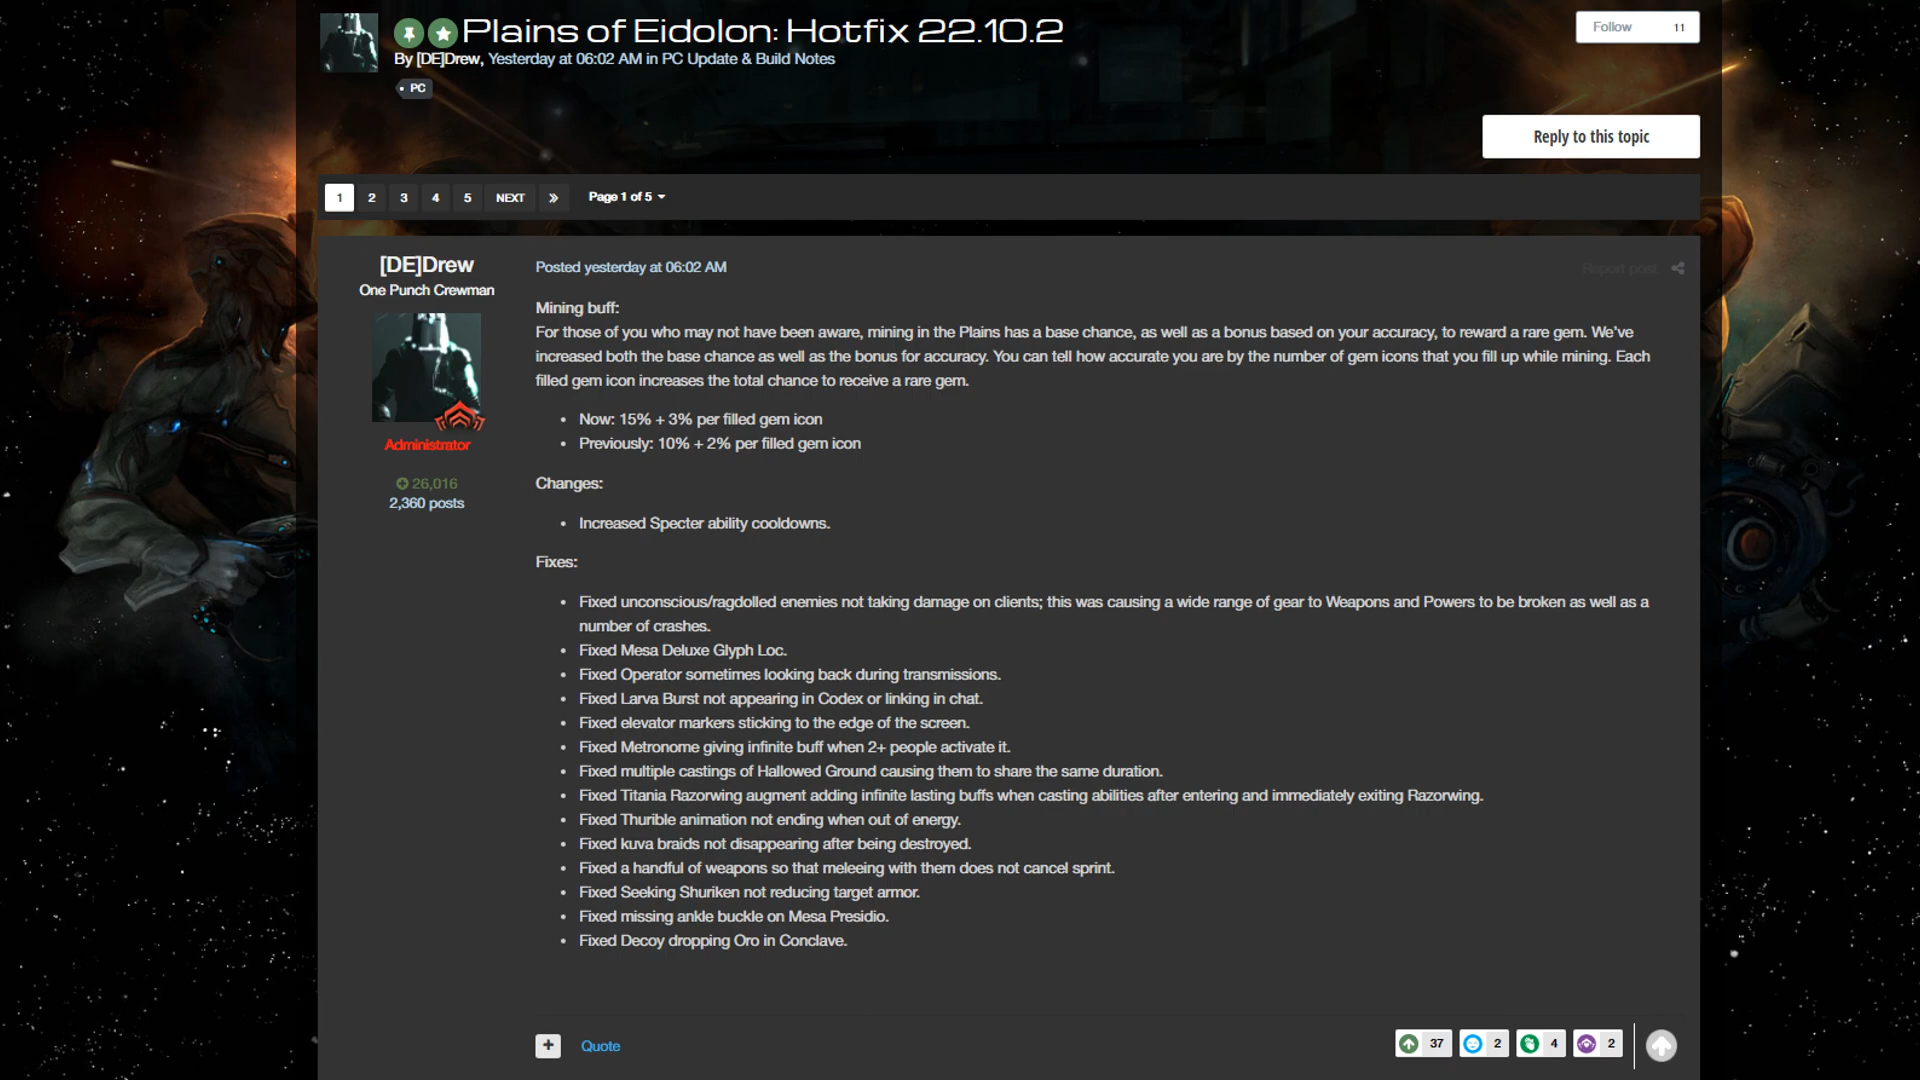 Plains of Eidolon: Hotfix 22.10.2
By [DE]Drew, Yesterday at 06:02 AM in PC Update & Build Notes
PC
Follow 11
Reply to this topic
1 2 3 4 5 NEXT » Page 1 of 5
[DE]Drew
One Punch Crewman
Administrator
26,016
2,360 posts
Posted yesterday at 06:02 AM
Report post
Mining buff:
For those of you who may not have been aware, mining in the Plains has a base chance, as well as a bonus based on your accuracy, to reward a rare gem. We've
increased both the base chance as well as the bonus for accuracy. You can tell how accurate you are by the number of gem icons that you fill up while mining. Each
filled gem icon increases the total chance to receive a rare gem.
• Now: 15% + 3% per filled gem icon
• Previously: 10% + 2% per filled gem icon
Changes:
• Increased Specter ability cooldowns.
Fixes:
• Fixed unconscious/ragdolled enemies not taking damage on clients; this was causing a wide range of gear to Weapons and Powers to be broken as well as a
number of crashes.
• Fixed Mesa Deluxe Glyph Loc.
• Fixed Operator sometimes looking back during transmissions.
• Fixed Larva Burst not appearing in Codex or linking in chat.
• Fixed elevator markers sticking to the edge of the screen.
• Fixed Metronome giving infinite buff when 2+ people activate it.
• Fixed multiple castings of Hallowed Ground causing them to share the same duration.
• Fixed Titania Razorwing augment adding infinite lasting buffs when casting abilities after entering and immediately exiting Razorwing.
• Fixed Thurible animation not ending when out of energy.
• Fixed kuva braids not disappearing after being destroyed.
• Fixed a handful of weapons so that meleeing with them does not cancel sprint.
• Fixed Seeking Shuriken not reducing target armor.
• Fixed missing ankle buckle on Mesa Presidio.
• Fixed Decoy dropping Oro in Conclave.
+ Quote
37 2 4 2